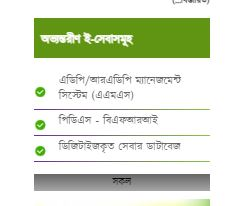 অভ্যন্তরীণ ই-সেবাসমূহ
এডিপি/আরএডিপি ম্যানেজমেন্ট
সিস্টেম (এএমএস)
পিডিএস - বিএফআরআই
ডিজিটাইজকৃত সেবার ডাটাবেজ
সকল